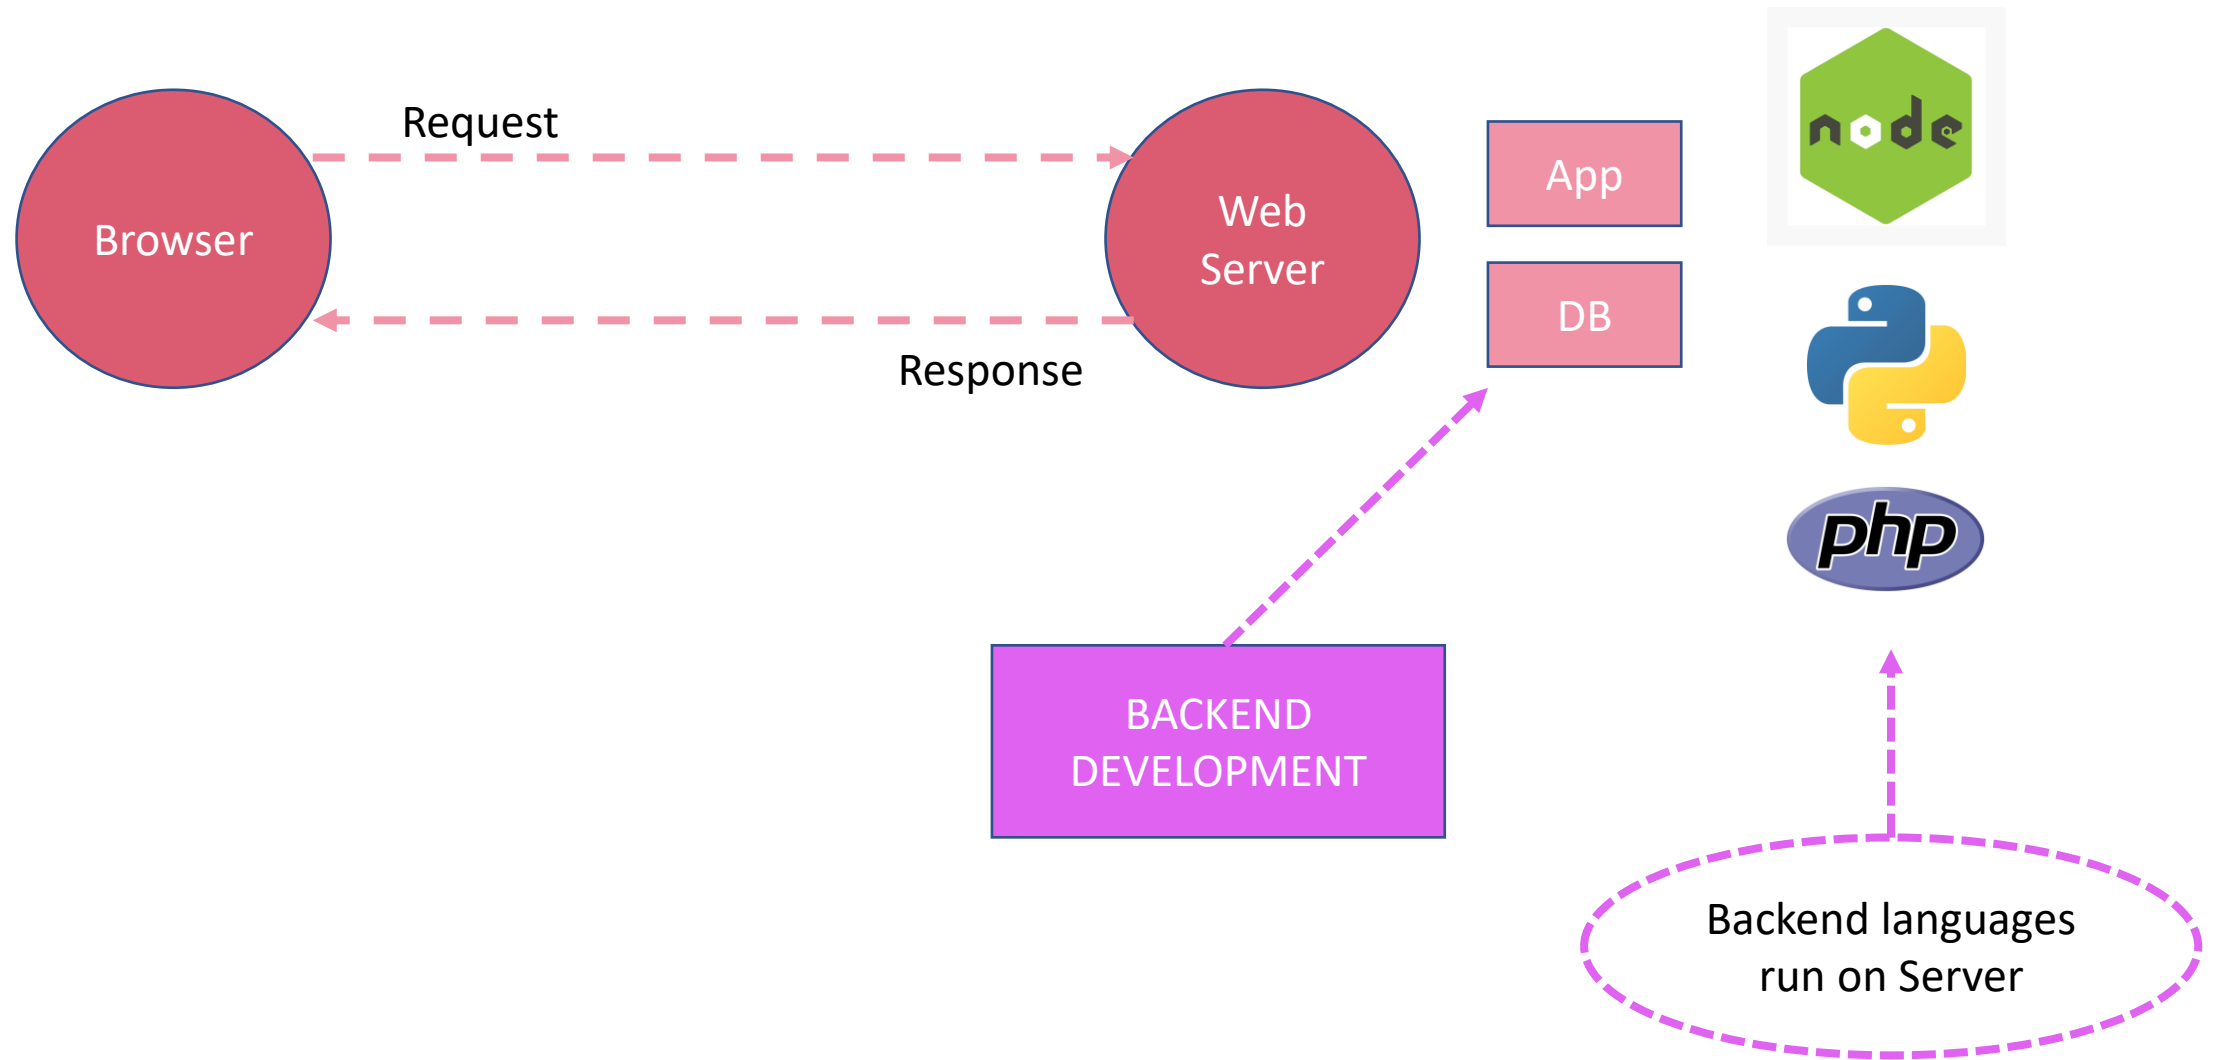 Request
Browser
Web
Server
Response
App
DB
node
php
BACKEND
DEVELOPMENT
Backend languages
run on Server